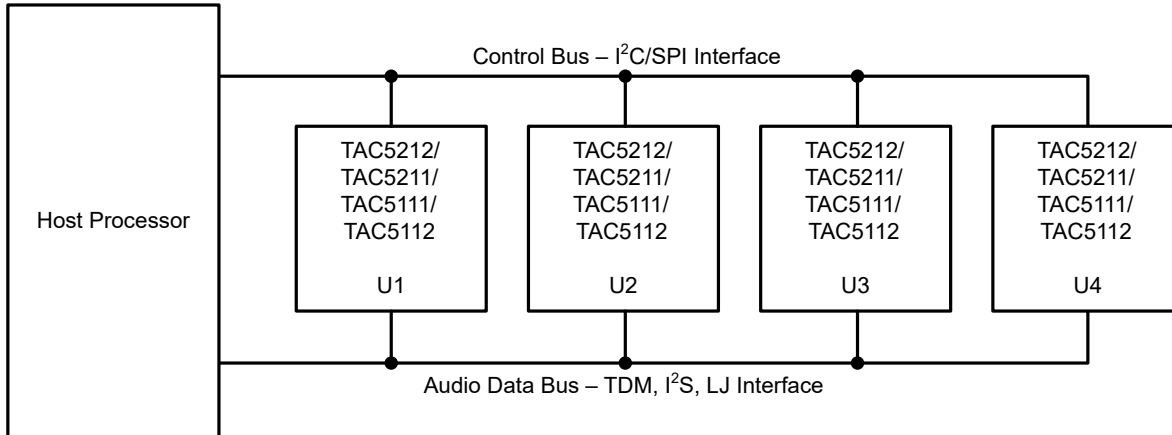 Control Bus – I²C/SPI Interface
Host Processor
TAC5212/
TAC5211/
TAC5111/
TAC5112
U1
TAC5212/
TAC5211/
TAC5111/
TAC5112
U2
TAC5212/
TAC5211/
TAC5111/
TAC5112
U3
TAC5212/
TAC5211/
TAC5111/
TAC5112
U4
Audio Data Bus – TDM, I²S, LJ Interface